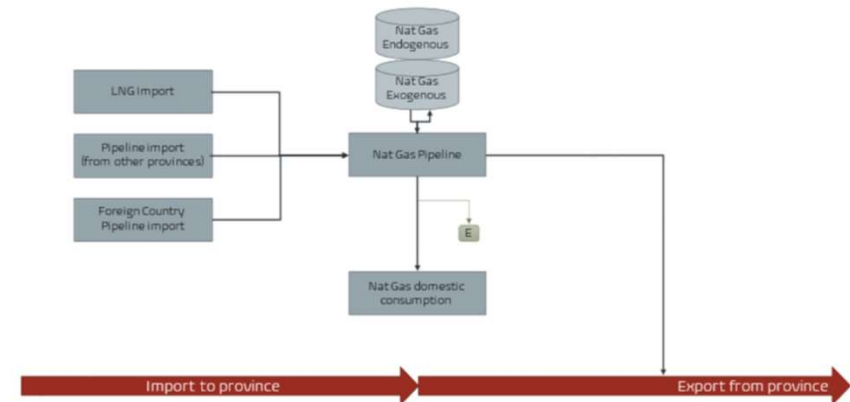 Nat Gas
Endogenous
Nat Gas
Exogenous
LNG Import
Pipeline import
(from other provinces)
Nat Gas Pipeline
Foreign Country
Pipeline import
E
Nat Gas domestic
consumption
Import to province
Export from province